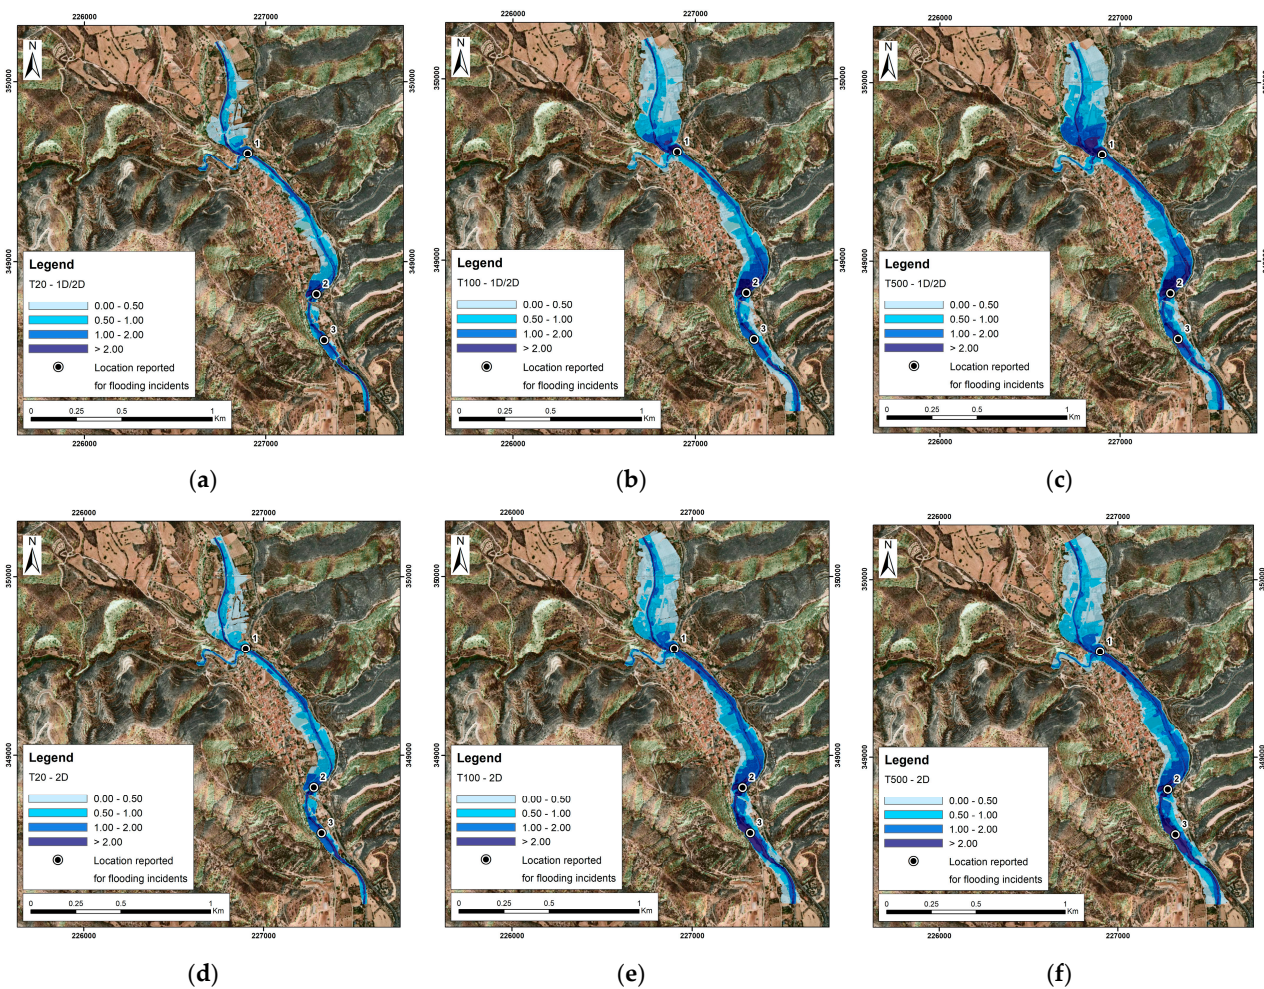 226000
227000
N
350000
349000
1
2
3
Legend
T20 - 1D/2D
0.00 - 0.50
0.50 - 1.00
1.00 - 2.00
> 2.00
Location reported
for flooding incidents
0 0.25 0.5 1
Km
226000
227000
(a)
226000
227000
N
350000
349000
1
2
3
Legend
T100 - 1D/2D
0.00 - 0.50
0.50 - 1.00
1.00 - 2.00
> 2.00
Location reported
for flooding incidents
0 0.25 0.5 1
Km
226000
227000
(b)
226000
227000
N
1
2
3
Legend
T500 - 1D/2D
0.00 - 0.50
0.50 - 1.00
1.00 - 2.00
> 2.00
Location reported
for flooding incidents
0 0.25 0.5 1
Km
226000
227000
(c)
226000
227000
N
350000
349000
1
2
3
Legend
T20 - 2D
0.00 - 0.50
0.50 - 1.00
1.00 - 2.00
> 2.00
Location reported
for flooding incidents
0 0.25 0.5 1
Km
226000
227000
(d)
226000
227000
N
350000
349000
1
2
3
Legend
T100 - 2D
0.00 - 0.50
0.50 - 1.00
1.00 - 2.00
> 2.00
Location reported
for flooding incidents
0 0.25 0.5 1
Km
226000
227000
(e)
226000
227000
N
350000
349000
1
2
3
Legend
T500 - 2D
0.00 - 0.50
0.50 - 1.00
1.00 - 2.00
> 2.00
Location reported
for flooding incidents
0 0.25 0.5 1
Km
226000
227000
(f)